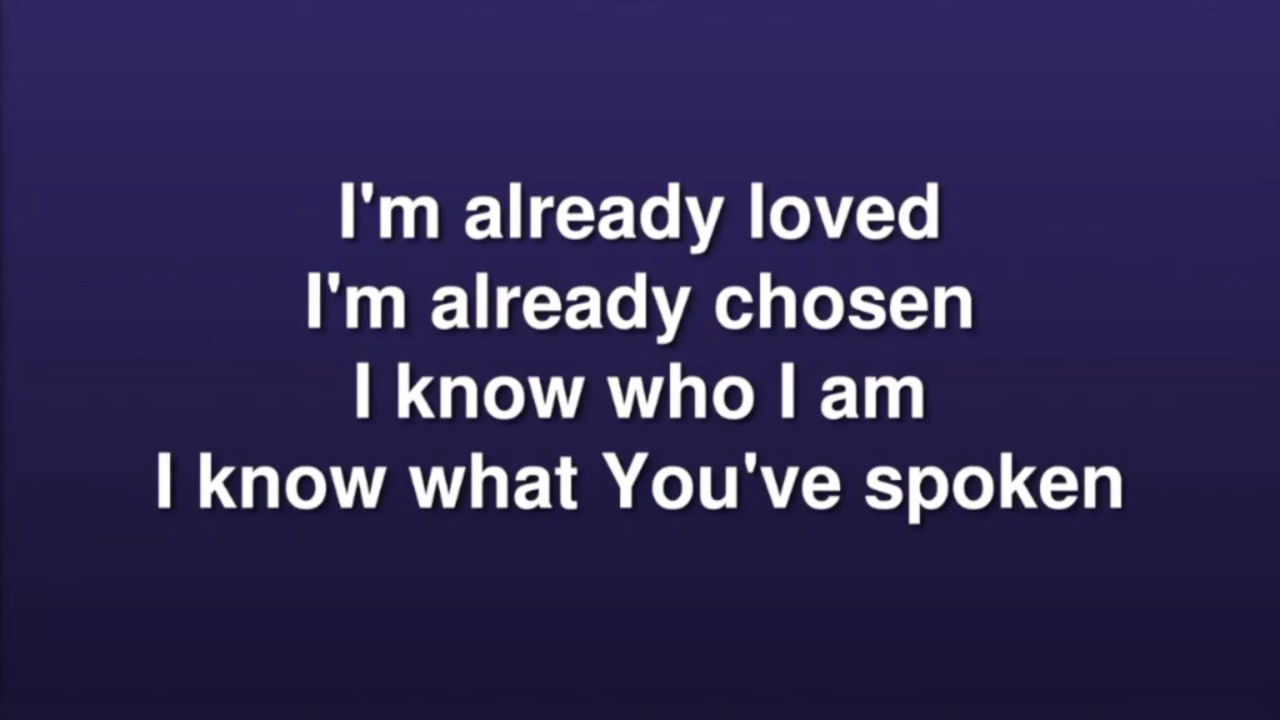 I'm already loved
I'm already chosen
I know who I am
I know what You've spoken